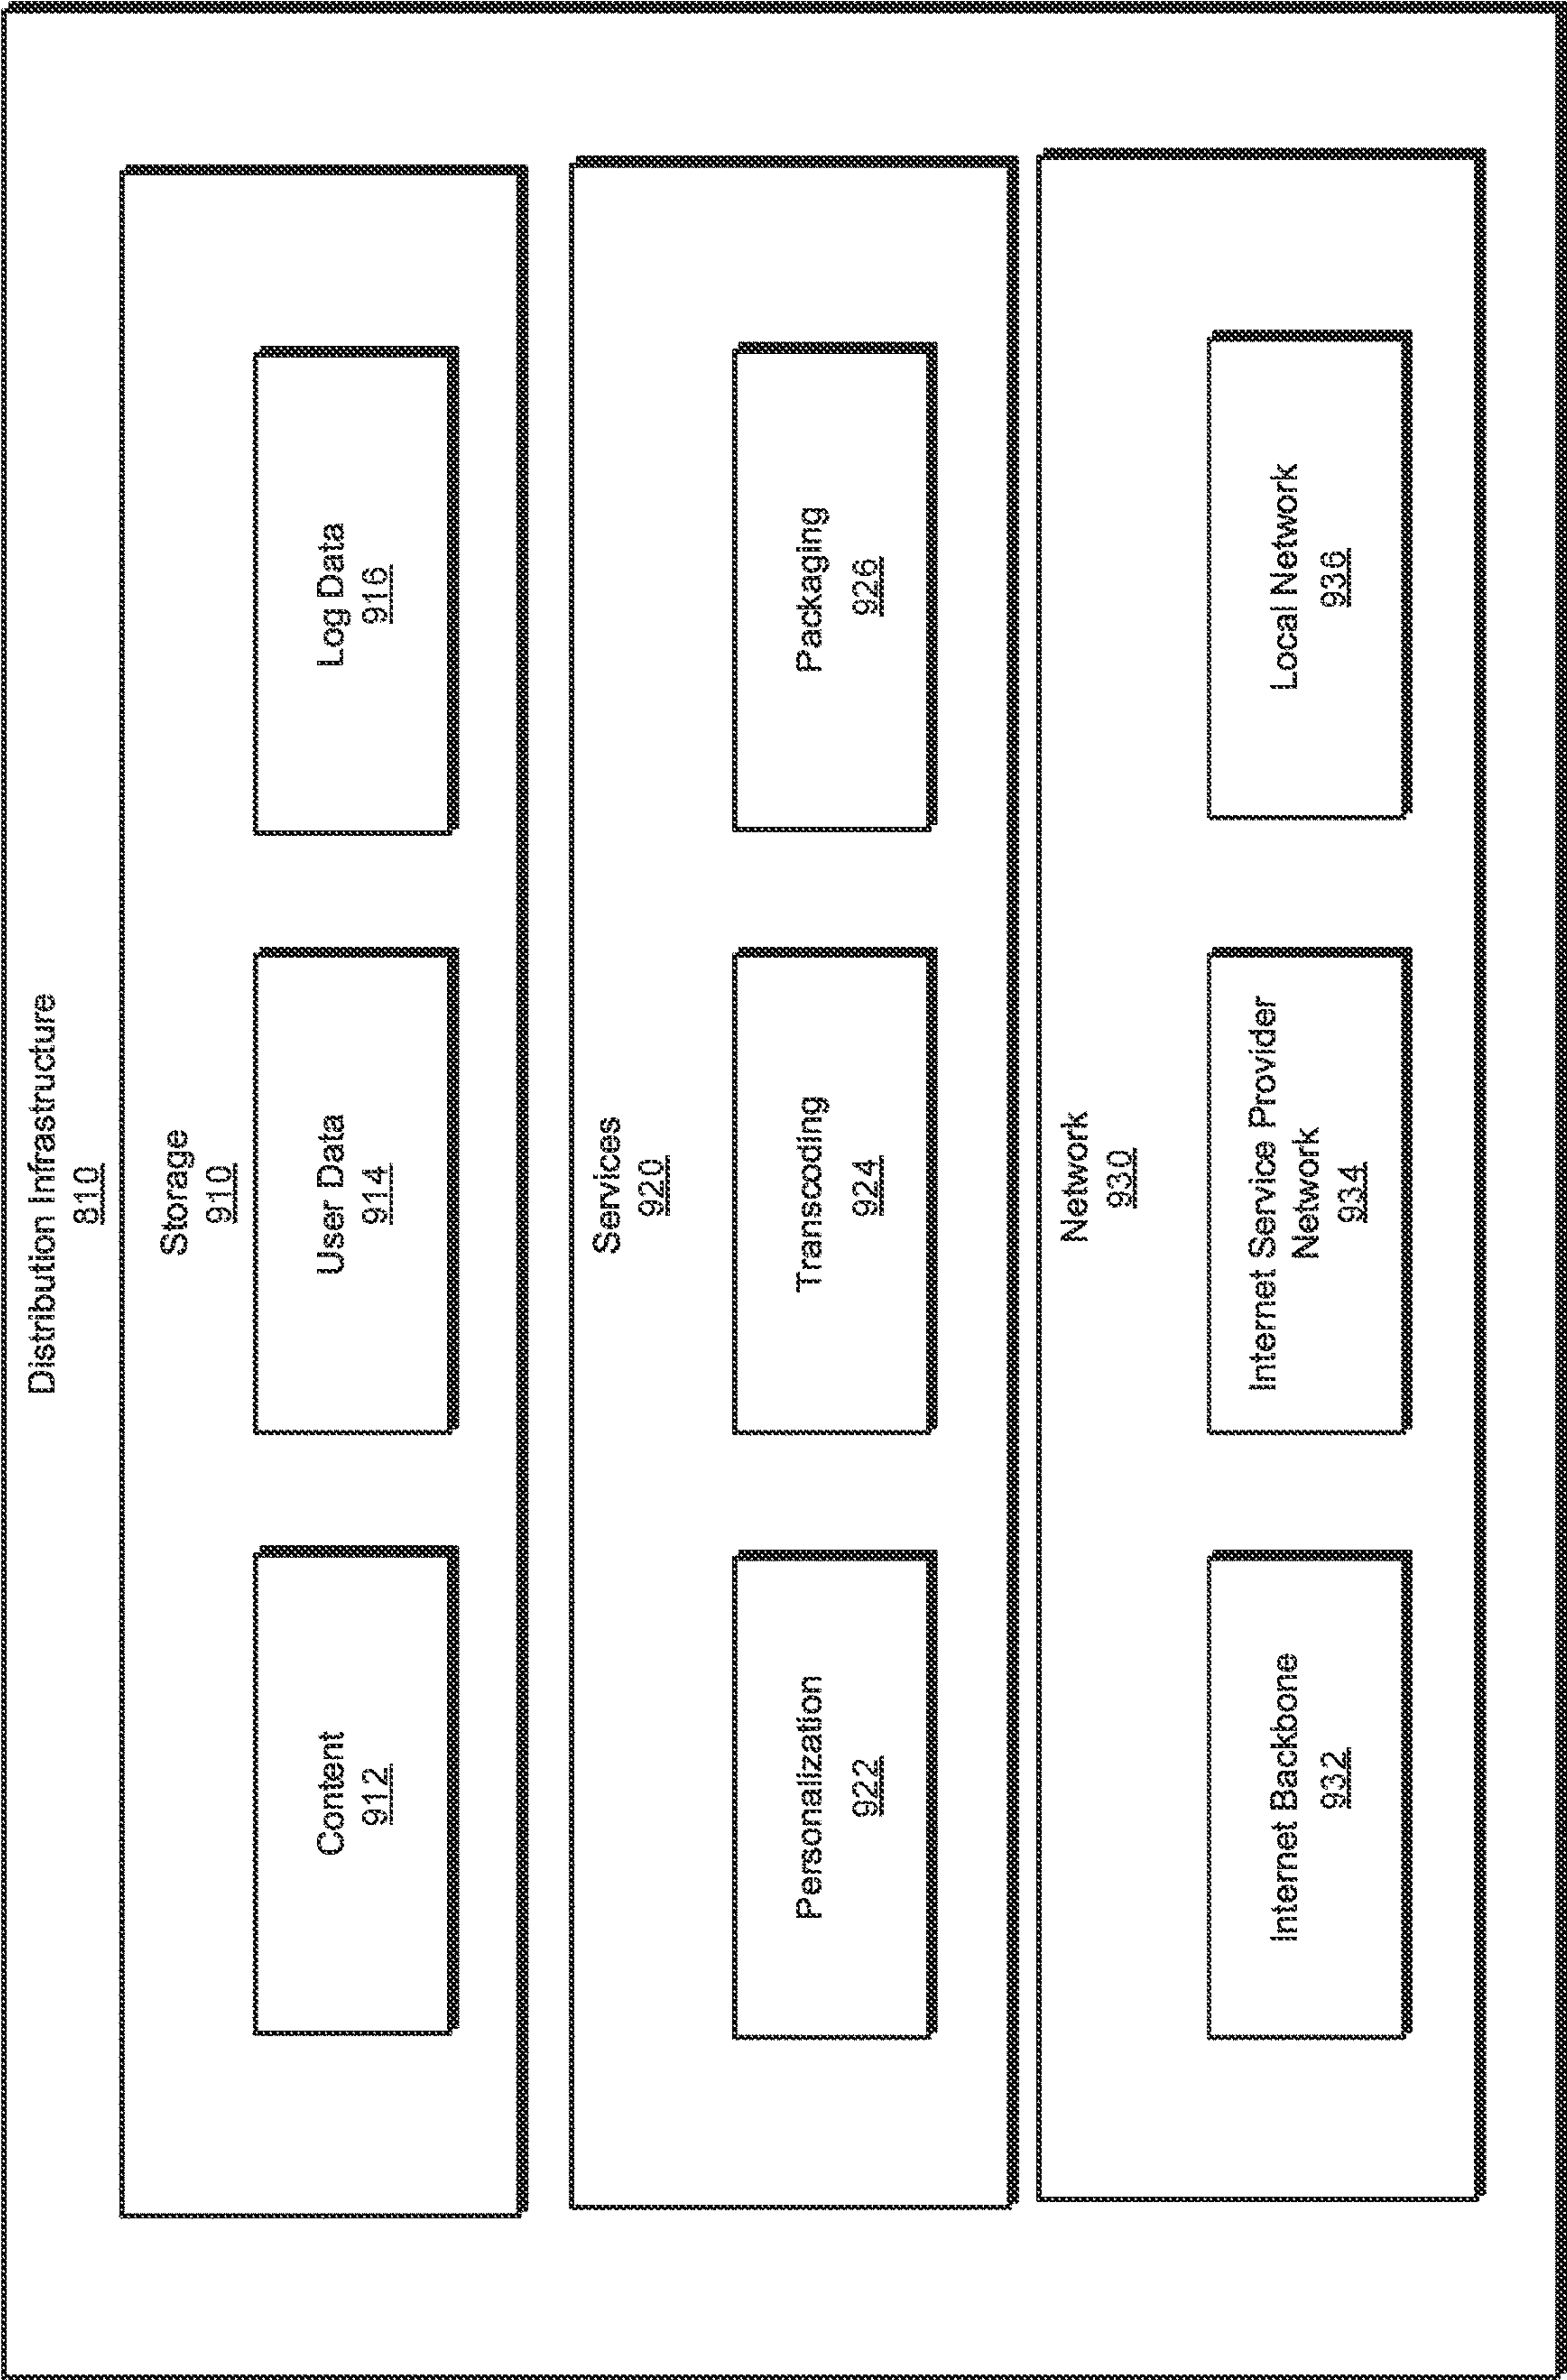 Distribution Infrastructure
810
Storage
910
Content
912
User Data
914
Log Data
916
Services
920
Personalization
922
Transcoding
924
Packaging
926
Network
930
Internet Backbone
932
Internet Service Provider
Network
934
Local Network
936